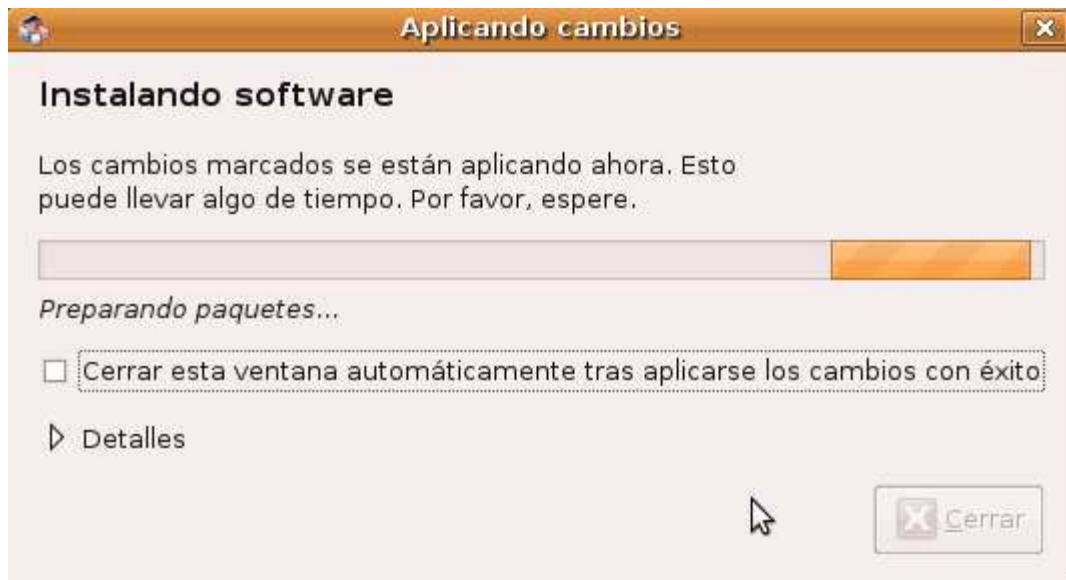 Aplicando cambios
Instalando software
Los cambios marcados se están aplicando ahora. Esto
puede llevar algo de tiempo. Por favor, espere.
Preparando paquetes...
Cerrar esta ventana automáticamente tras aplicarse los cambios con éxito
Detalles
Cerrar